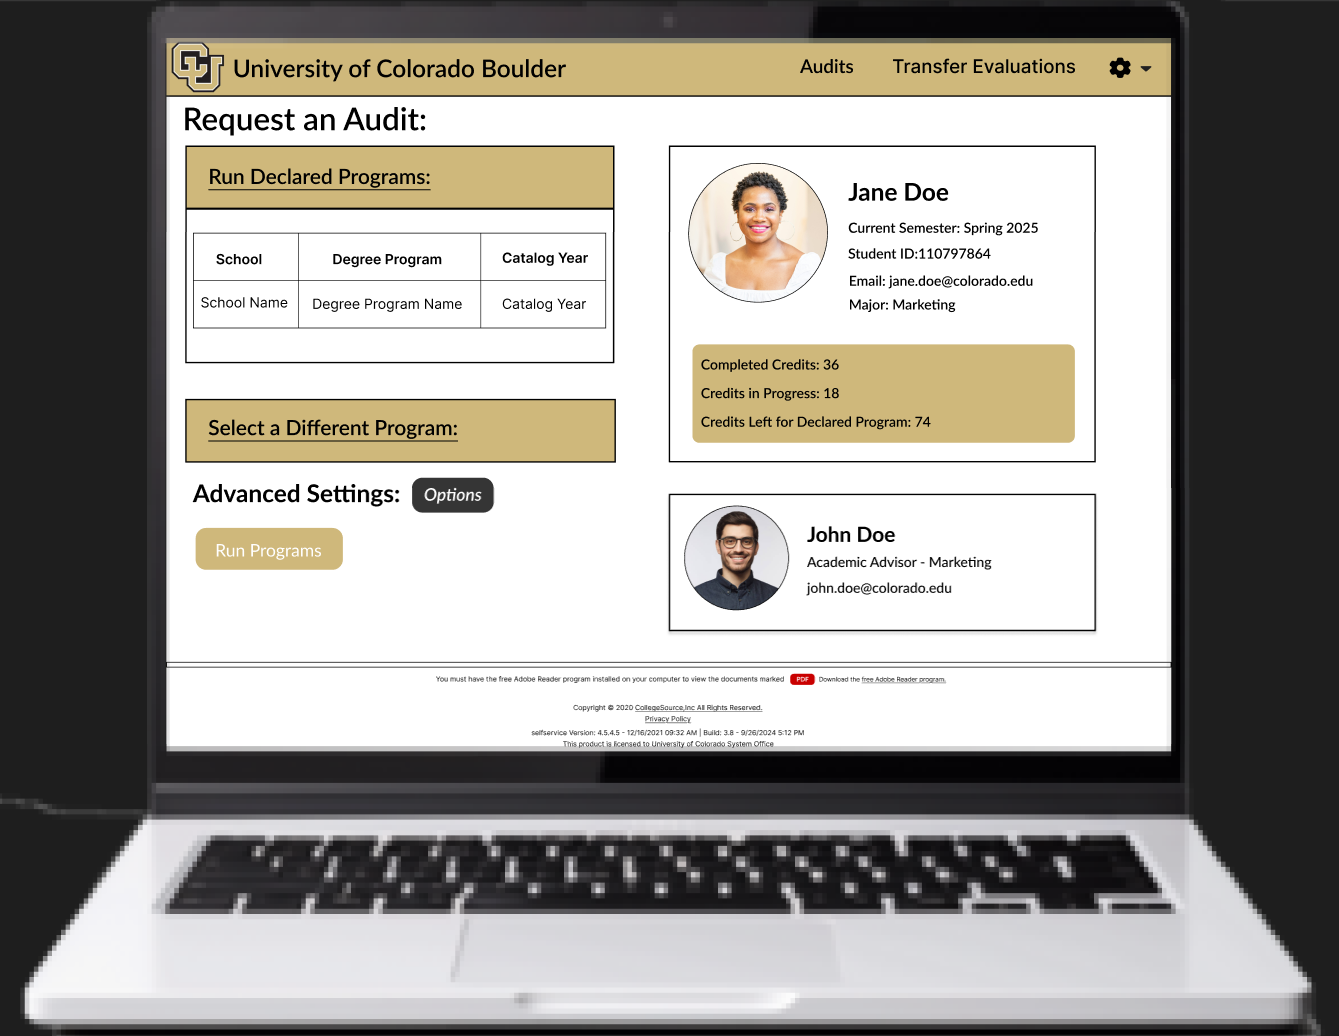 CU University of Colorado Boulder
Audits Transfer Evaluations
Request an Audit:
Run Declared Programs:
School Degree Program Catalog Year
School Name Degree Program Name Catalog Year
Select a Different Program:
Advanced Settings: Options
Run Programs
Jane Doe
Current Semester: Spring 2025
Student ID:110797864
Email: jane.doe@colorado.edu
Major: Marketing
Completed Credits: 36
Credits in Progress: 18
Credits Left for Declared Program: 74
John Doe
Academic Advisor - Marketing
john.doe@colorado.edu
You must have the free Adobe Reader program installed on your computer to view the documents marked PDF Download the free Adobe Reader program.
Copyright © 2020 CollegeSource,Inc All Rights Reserved.
Privacy Policy
selfservice Version: 4.5.4.5 - 12/16/2021 09:32 AM | Build: 3.8 - 9/26/2024 5:12 PM
This product is licensed to University of Colorado System Office